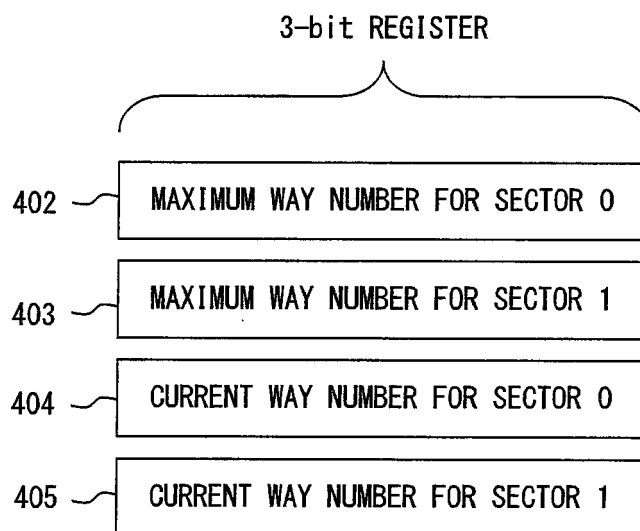 3-bit REGISTER
402 MAXIMUM WAY NUMBER FOR SECTOR 0
403 MAXIMUM WAY NUMBER FOR SECTOR 1
404 CURRENT WAY NUMBER FOR SECTOR 0
405 CURRENT WAY NUMBER FOR SECTOR 1